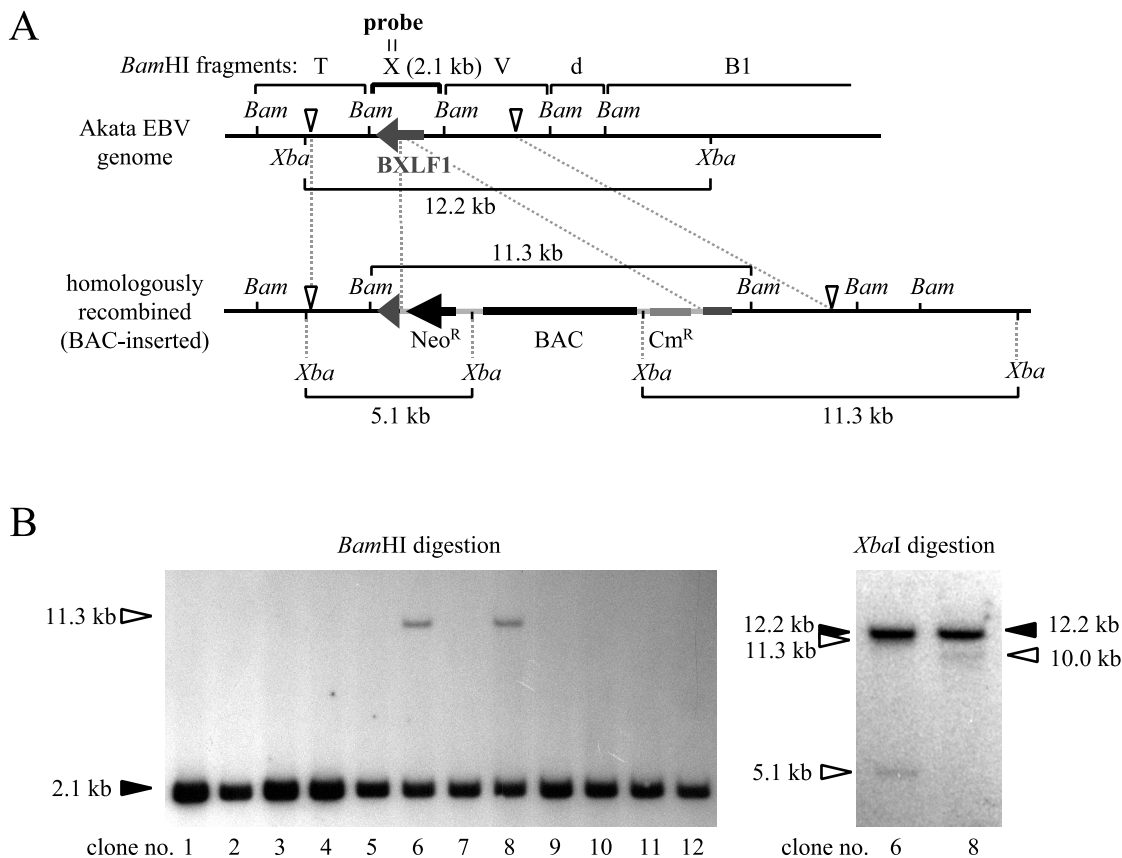 A
probe
BamHI fragments: T X (2.1 kb) V d B1
Bam Bam Bam Bam Bam
Akata EBV
genome
Xba BXLF1 Xba
12.2 kb
11.3 kb
homologously
recombined
(BAC-inserted)
Bam Bam Bam Bam Bam
NeoR BAC CmR
Xba Xba Xba Xba
5.1 kb 11.3 kb
B
BamHI digestion XbaI digestion
11.3 kb
2.1 kb
clone no. 1 2 3 4 5 6 7 8 9 10 11 12
12.2 kb 12.2 kb
11.3 kb 10.0 kb
5.1 kb
clone no. 6 8